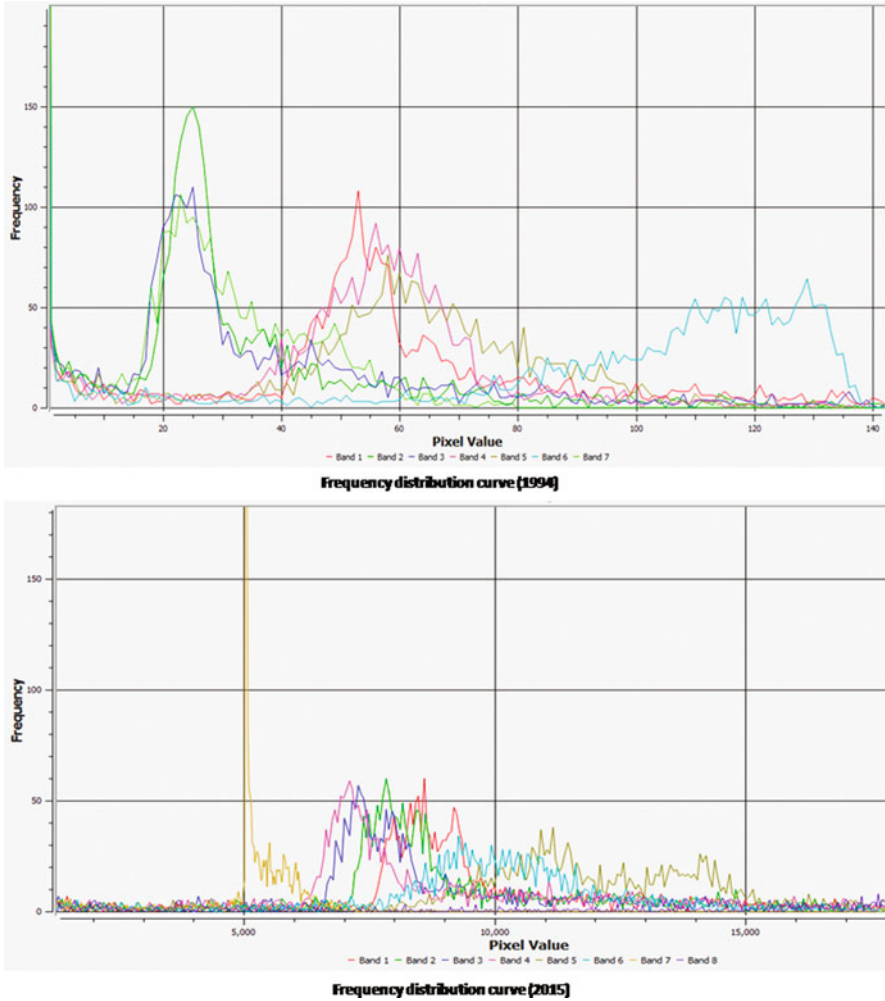 150
100
50
0
Frequency
20 40 60 80 100 120 140
Pixel Value
Band 1 Band 2 Band 3 Band 4 Band 5 Band 6 Band 7
Frequency distribution curve (1994)
150
100
50
0
Frequency
5,000 10,000 15,000
Pixel Value
Band 1 Band 2 Band 3 Band 4 Band 5 Band 6 Band 7 Band 8
Frequency distribution curve (2015)